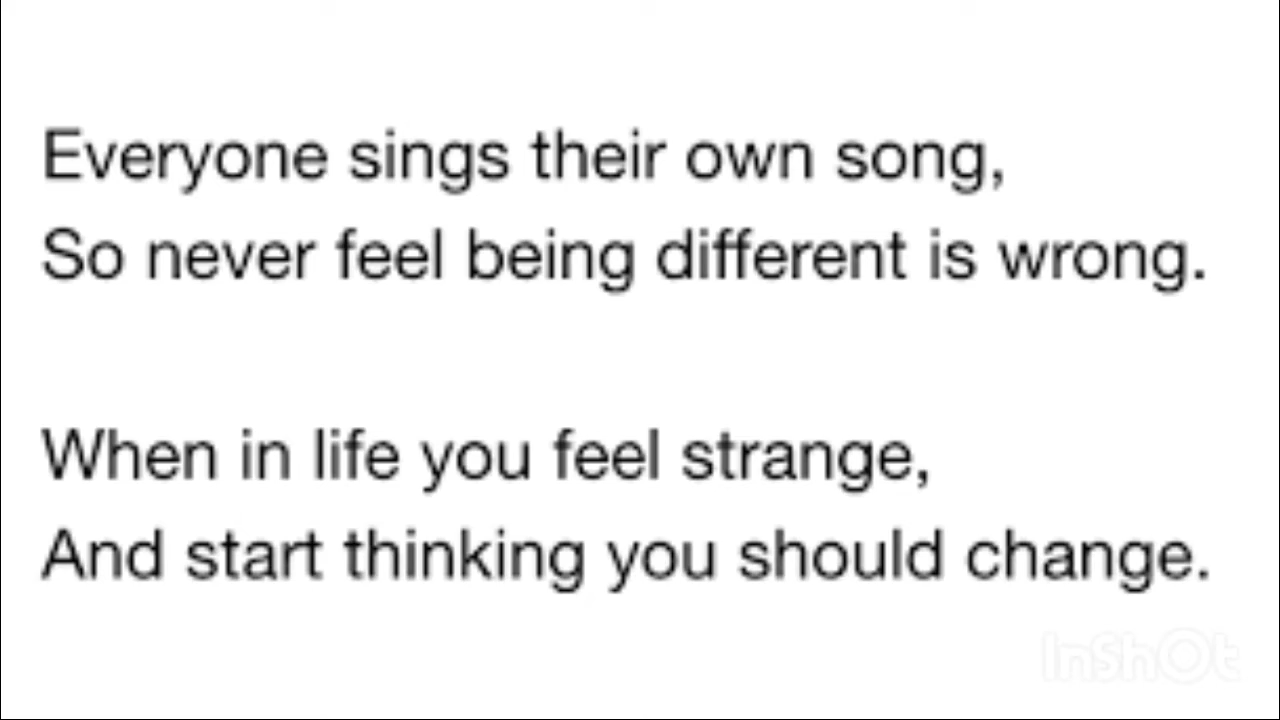 Everyone sings their own song,
So never feel being different is wrong.
When in life you feel strange,
And start thinking you should change.
InShOt